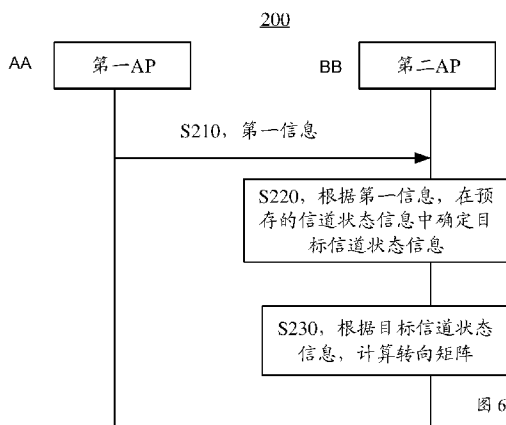 200
AA
第一AP
BB
第二AP
S210，第一信息
S220，根据第一信息，在预
存的信道状态信息中确定目
标信道状态信息
S230，根据目标信道状态
信息，计算转向矩阵
图 6